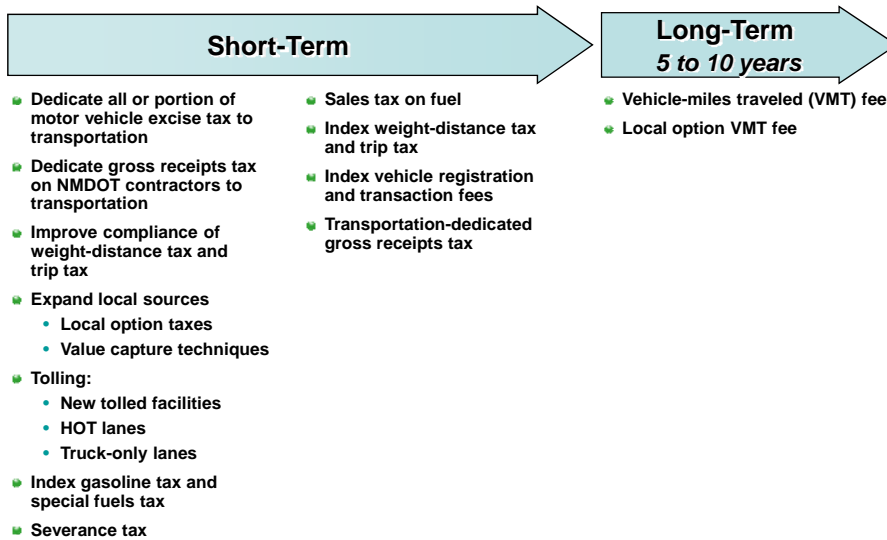 Short-Term
Long-Term
5 to 10 years
Dedicate all or portion of
motor vehicle excise tax to
transportation
Dedicate gross receipts tax
on NMDOT contractors to
transportation
Improve compliance of
weight-distance tax and
trip tax
Expand local sources
Local option taxes
Value capture techniques
Tolling:
New tolled facilities
HOT lanes
Truck-only lanes
Index gasoline tax and
special fuels tax
Severance tax
Sales tax on fuel
Index weight-distance tax
and trip tax
Index vehicle registration
and transaction fees
Transportation-dedicated
gross receipts tax
Vehicle-miles traveled (VMT) fee
Local option VMT fee